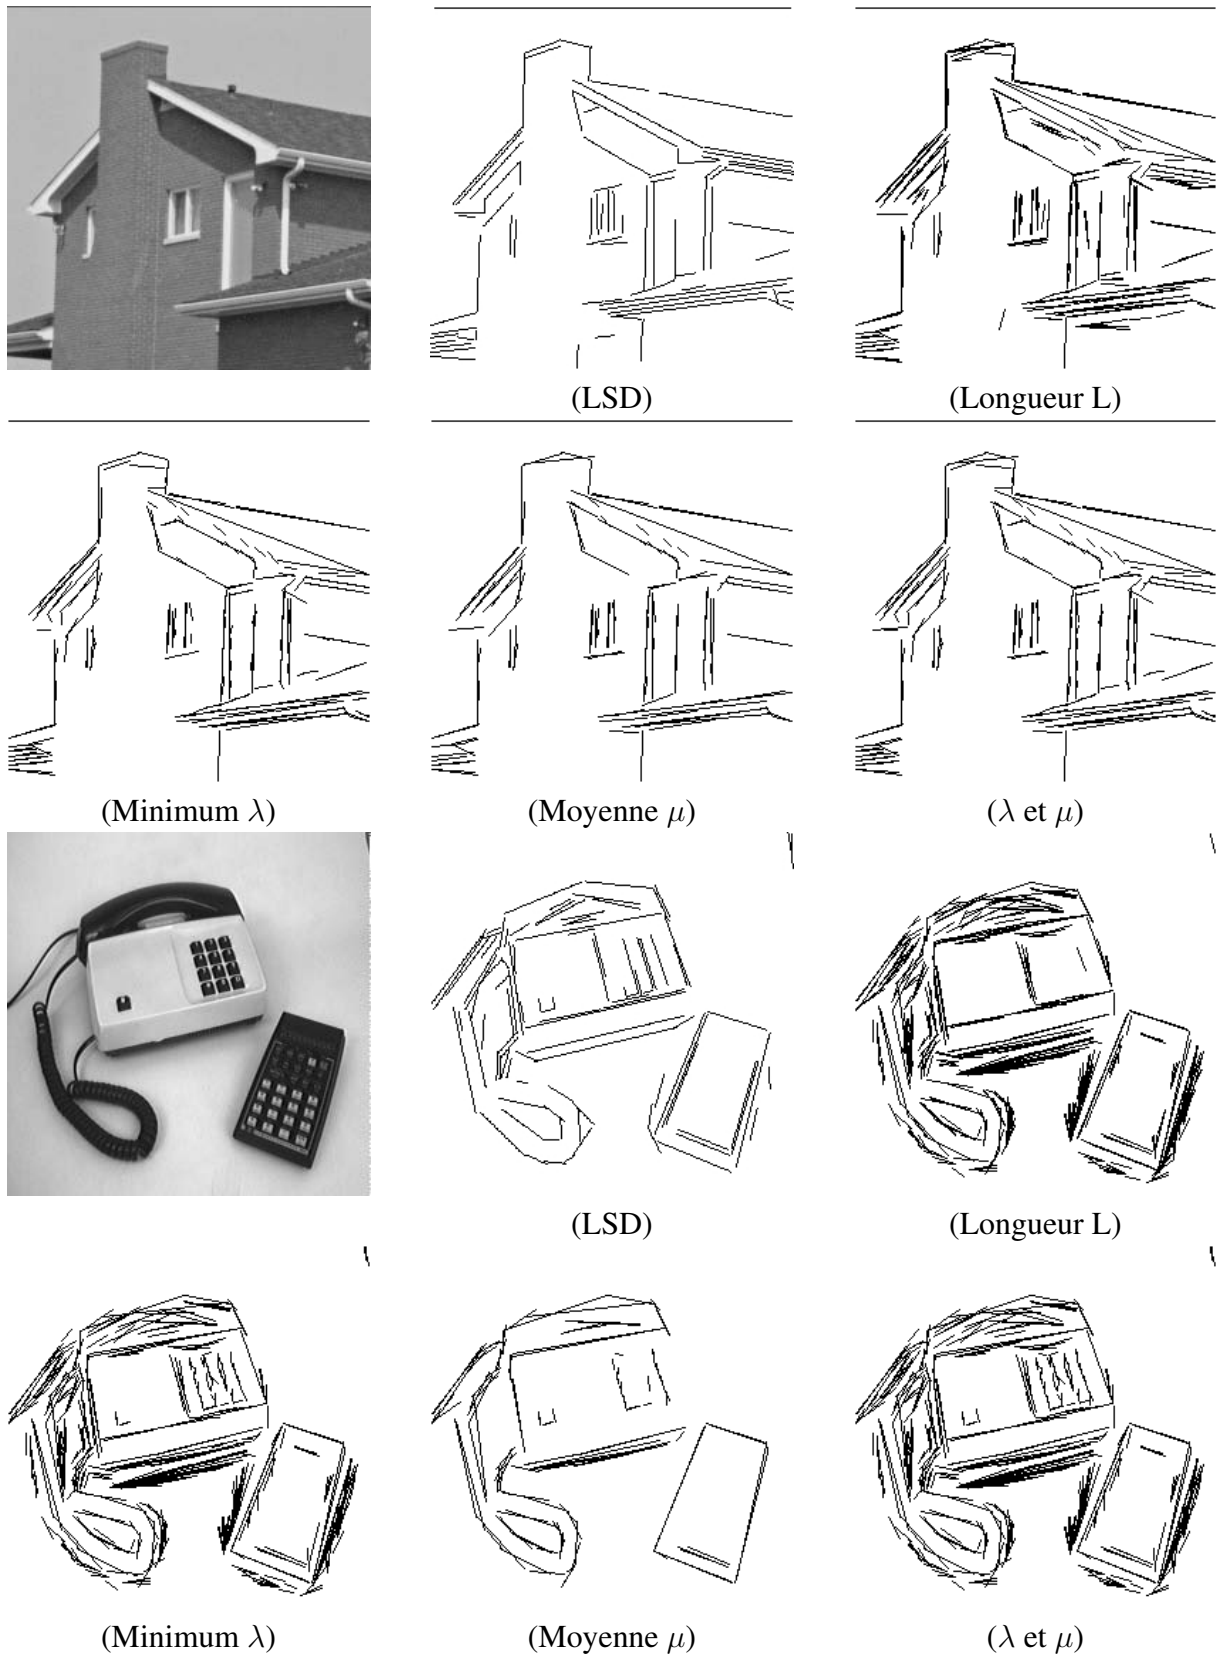 (LSD) (Longueur L)
(Minimum λ) (Moyenne μ) (λ et μ)
(LSD) (Longueur L)
(Minimum λ) (Moyenne μ) (λ et μ)